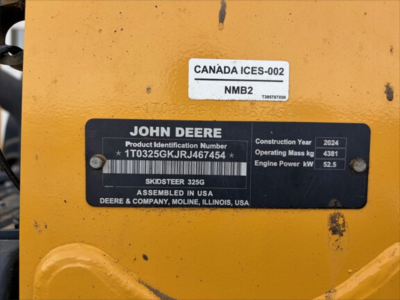 CANADA ICES-002
NMB2
JOHN DEERE
Product Identification Number
*1T0325GKJRJ467454*
SKIDSTEER 325G
ASSEMBLED IN USA
DEERE & COMPANY, MOLINE, ILLINOIS, USA
Construction Year 2024
Operating Mass kg 4381
Engine Power kW 52.5